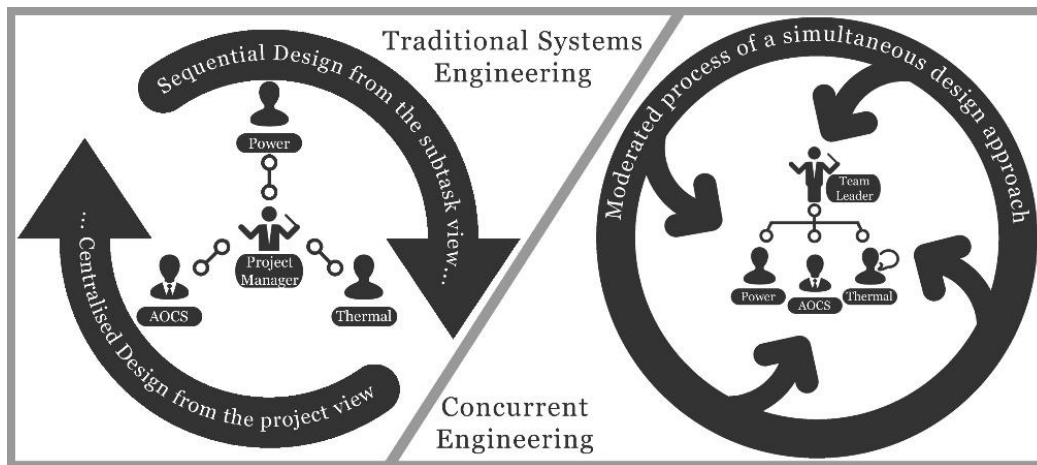 Traditional Systems
Engineering
Sequential Design from the subtask view...
Power
Project
Manager
AOCS
Thermal
... Centralised Design from the project view
Concurrent
Engineering
Moderated process of a simultaneous design approach
Team
Leader
Power
AOCS
Thermal